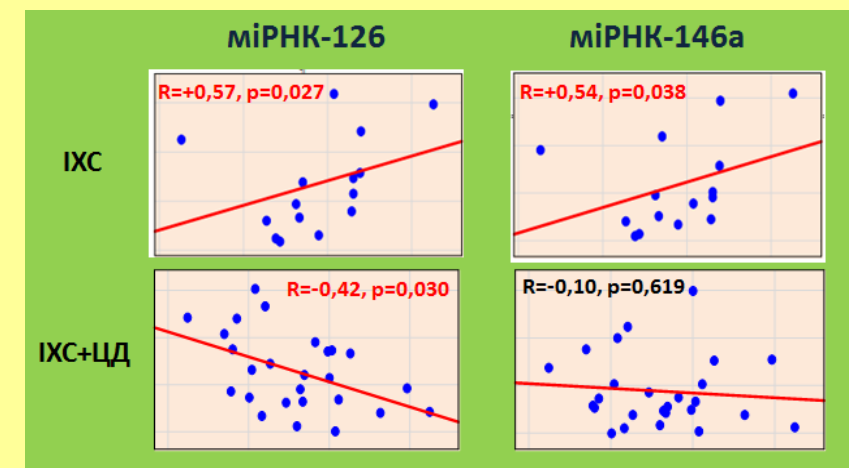 міРНК-126
міРНК-146а
ІХС
R=+0,57, p=0,027
R=+0,54, p=0,038
ІХС+ЦД
R=-0,42, p=0,030
R=-0,10, p=0,619